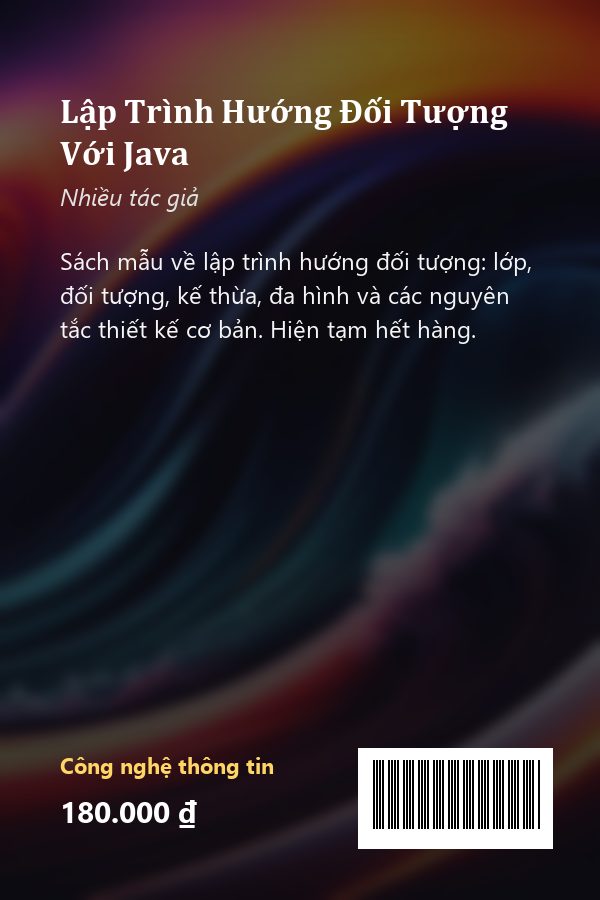 Lập Trình Hướng Đối Tượng
Với Java
Nhiều tác giả
Sách mẫu về lập trình hướng đối tượng: lớp,
đối tượng, kế thừa, đa hình và các nguyên
tắc thiết kế cơ bản. Hiện tạm hết hàng.
Công nghệ thông tin
180.000 ₫